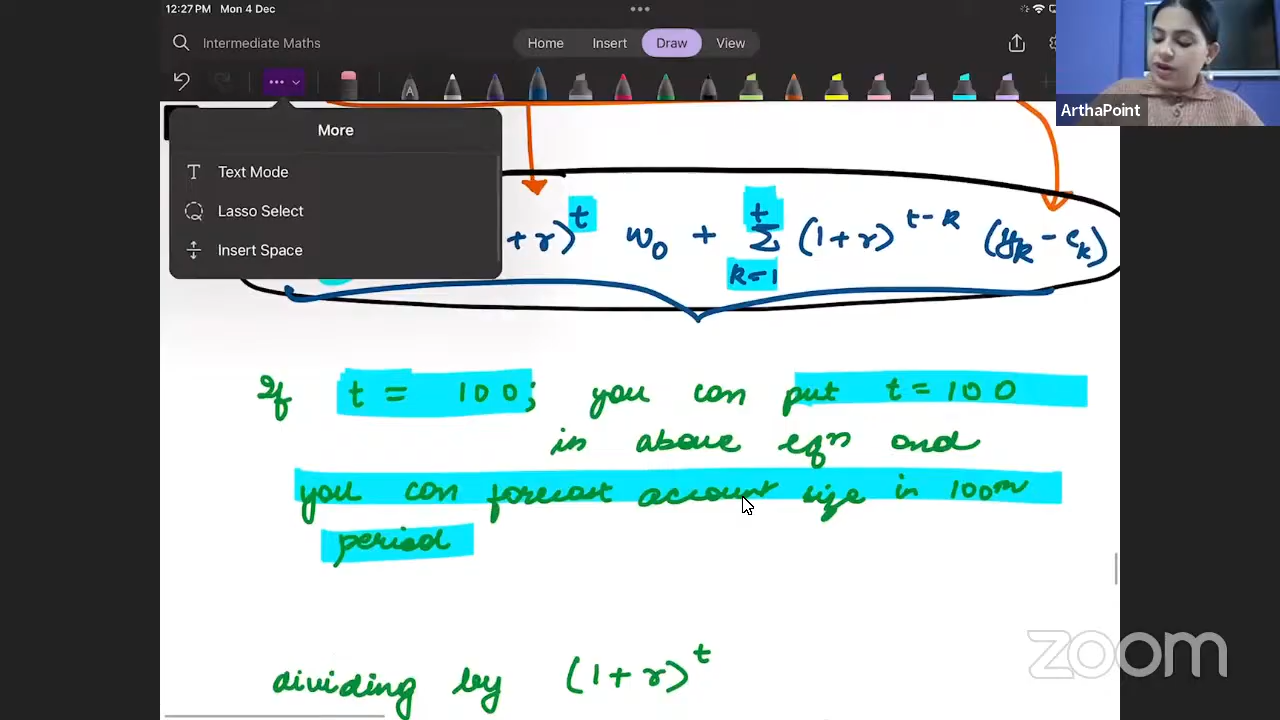 12:27 PM Mon 4 Dec
Intermediate Maths
Home Insert Draw View
ArthaPoint
More
Text Mode
Lasso Select
Insert Space
+ r)^t w₀ + Σ (1+r)^{t-k} (y_k - c_k)
t
k=1
If t = 100; you can put t=100
in above eqn and
you can forecast account size in 100th
period
dividing by (1+r)^t
zoom